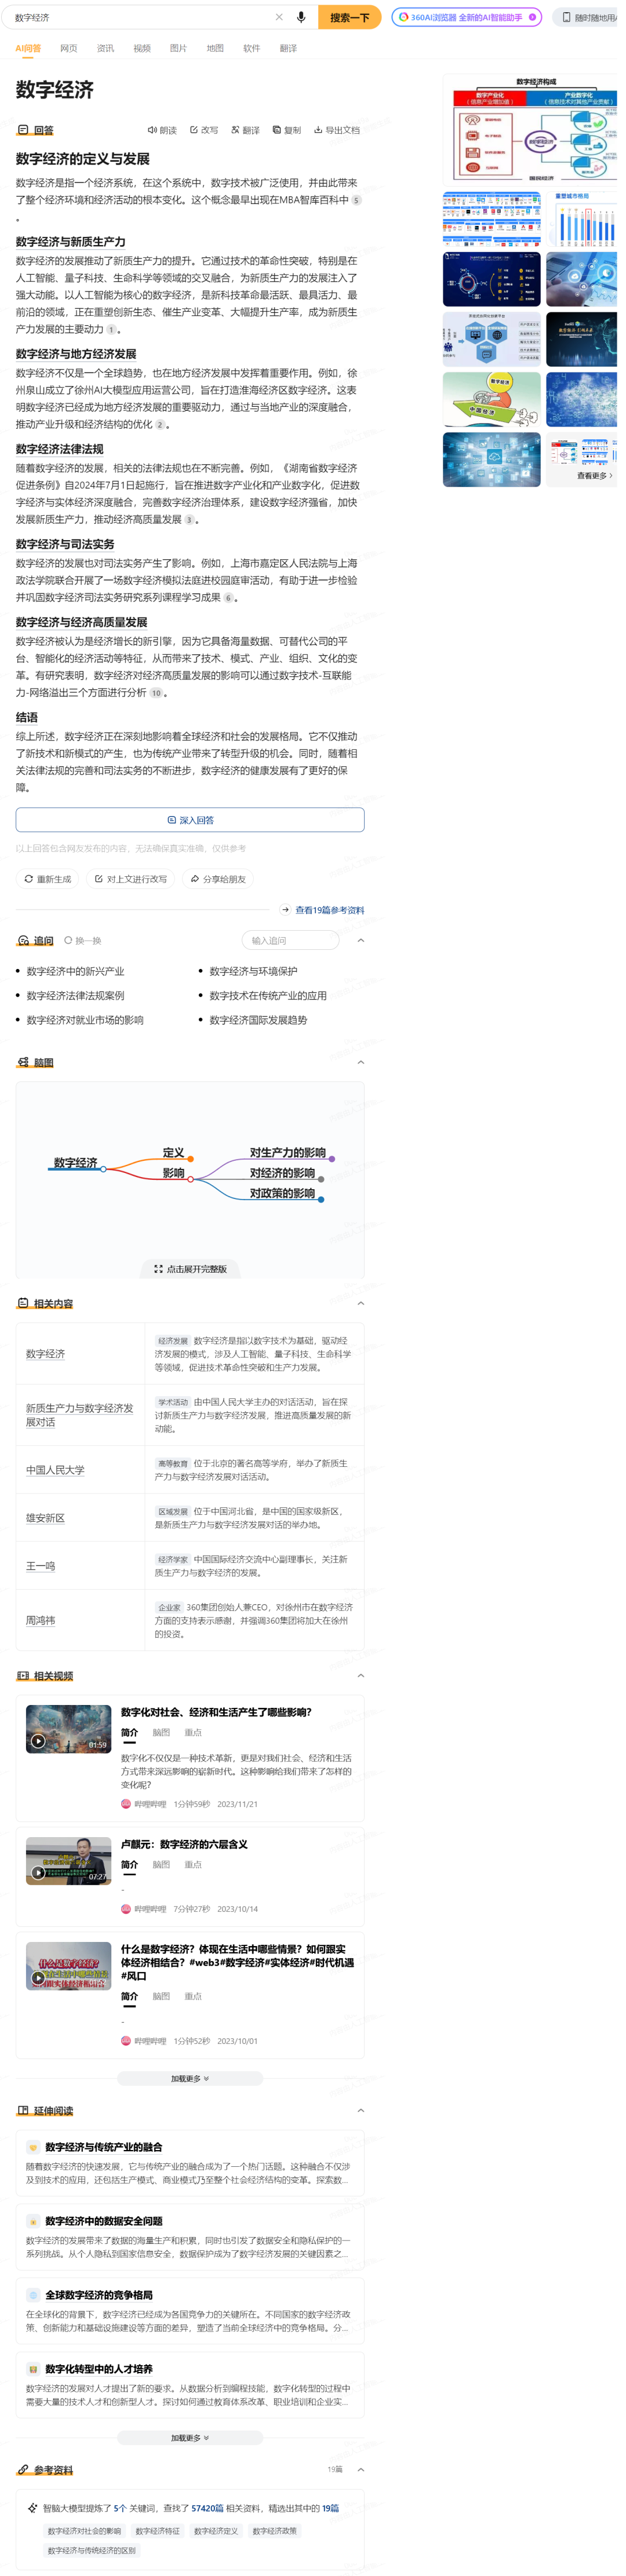 数字经济
搜索一下
360AI浏览器 全新的AI智能助手
随时随地用A
AI问答 网页 资讯 视频 图片 地图 软件 翻译
数字经济
回答 朗读 改写 翻译 复制 导出文档
数字经济的定义与发展
数字经济是指一个经济系统，在这个系统中，数字技术被广泛使用，并由此带来
了整个经济环境和经济活动的根本变化。这个概念最早出现在MBA智库百科中 5
。
数字经济与新质生产力
数字经济的发展推动了新质生产力的提升。它通过技术的革命性突破，特别是在
人工智能、量子科技、生命科学等领域的交叉融合，为新质生产力的发展注入了
强大动能。以人工智能为核心的数字经济，是新科技革命最活跃、最具活力、最
前沿的领域，正在重塑创新生态、催生产业变革、大幅提升生产率，成为新质生
产力发展的主要动力 1 。
数字经济与地方经济发展
数字经济不仅是一个全球趋势，也在地方经济发展中发挥着重要作用。例如，徐
州泉山成立了徐州AI大模型应用运营公司，旨在打造淮海经济区数字经济。这表
明数字经济已经成为地方经济发展的重要驱动力，通过与当地产业的深度融合，
推动产业升级和经济结构的优化 2 。
数字经济法律法规
随着数字经济的发展，相关的法律法规也在不断完善。例如，《湖南省数字经济
促进条例》自2024年7月1日起施行，旨在推进数字产业化和产业数字化，促进数
字经济与实体经济深度融合，完善数字经济治理体系，建设数字经济强省，加快
发展新质生产力，推动经济高质量发展 3 。
数字经济与司法实务
数字经济的发展也对司法实务产生了影响。例如，上海市嘉定区人民法院与上海
政法学院联合开展了一场数字经济模拟法庭进校园庭审活动，有助于进一步检验
并巩固数字经济司法实务研究系列课程学习成果 6 。
数字经济与经济高质量发展
数字经济被认为是经济增长的新引擎，因为它具备海量数据、可替代公司的平
台、智能化的经济活动等特征，从而带来了技术、模式、产业、组织、文化的变
革。有研究表明，数字经济对经济高质量发展的影响可以通过数字技术-互联能
力-网络溢出三个方面进行分析 10 。
结语
综上所述，数字经济正在深刻地影响着全球经济和社会的发展格局。它不仅推动
了新技术和新模式的产生，也为传统产业带来了转型升级的机会。同时，随着相
关法律法规的完善和司法实务的不断进步，数字经济的健康发展有了更好的保
障。
深入回答
以上回答包含网友发布的内容，无法确保真实准确，仅供参考
重新生成 对上文进行改写 分享给朋友
查看19篇参考资料
追问 换一换 输入追问
数字经济中的新兴产业 数字经济与环境保护
数字经济法律法规案例 数字技术在传统产业的应用
数字经济对就业市场的影响 数字经济国际发展趋势
脑图
数字经济
定义
影响
对生产力的影响
对经济的影响
对政策的影响
点击展开完整版
相关内容
数字经济
经济发展 数字经济是指以数字技术为基础，驱动经
济发展的模式，涉及人工智能、量子科技、生命科学
等领域，促进技术革命性突破和生产力发展。
新质生产力与数字经济发
展对话
学术活动 由中国人民大学主办的对话活动，旨在探
讨新质生产力与数字经济发展，推进高质量发展的新
动能。
中国人民大学
高等教育 位于北京的著名高等学府，举办了新质生
产力与数字经济发展对话活动。
雄安新区
区域发展 位于中国河北省，是中国的国家级新区，
是新质生产力与数字经济发展对话的举办地。
王一鸣
经济学家 中国国际经济交流中心副理事长，关注新
质生产力与数字经济的发展。
周鸿祎
企业家 360集团创始人兼CEO，对徐州市在数字经济
方面的支持表示感谢，并强调360集团将加大在徐州
的投资。
相关视频
数字化对社会、经济和生活产生了哪些影响？
简介 脑图 重点
数字化不仅仅是一种技术革新，更是对我们社会、经济和生活
方式带来深远影响的崭新时代。这种影响给我们带来了怎样的
变化呢？
01:59
哔哩哔哩 1分钟59秒 2023/11/21
卢麒元：数字经济的六层含义
简介 脑图 重点
-
07:27
哔哩哔哩 7分钟27秒 2023/10/14
什么是数字经济？体现在生活中哪些情景？如何跟实
体经济相结合？#web3#数字经济#实体经济#时代机遇
#风口
简介 脑图 重点
-
哔哩哔哩 1分钟52秒 2023/10/01
加载更多
延伸阅读
数字经济与传统产业的融合
随着数字经济的快速发展，它与传统产业的融合成为了一个热门话题。这种融合不仅涉
及到技术的应用，还包括生产模式、商业模式乃至整个社会经济结构的变革。探索数...
数字经济中的数据安全问题
数字经济的发展带来了数据的海量生产和积累，同时也引发了数据安全和隐私保护的一
系列挑战。从个人隐私到国家信息安全，数据保护成为了数字经济发展的关键因素之...
全球数字经济的竞争格局
在全球化的背景下，数字经济已经成为各国竞争力的关键所在。不同国家的数字经济政
策、创新能力和基础设施建设等方面的差异，塑造了当前全球经济中的竞争格局。分...
数字化转型中的人才培养
数字经济的发展对人才提出了新的要求。从数据分析到编程技能，数字化转型的过程中
需要大量的技术人才和创新型人才。探讨如何通过教育体系改革、职业培训和企业实...
加载更多
参考资料 19篇
智脑大模型提炼了 5个 关键词，查找了 57420篇 相关资料，精选出其中的 19篇
数字经济对社会的影响 数字经济特征 数字经济定义 数字经济政策
数字经济与传统经济的区别
数字经济构成
数字产业化
（信息产业增加值）
产业数字化
（信息技术对其他产业贡献）
数字经济
国民经济
重塑城市格局
数字经济
中国经济
查看更多